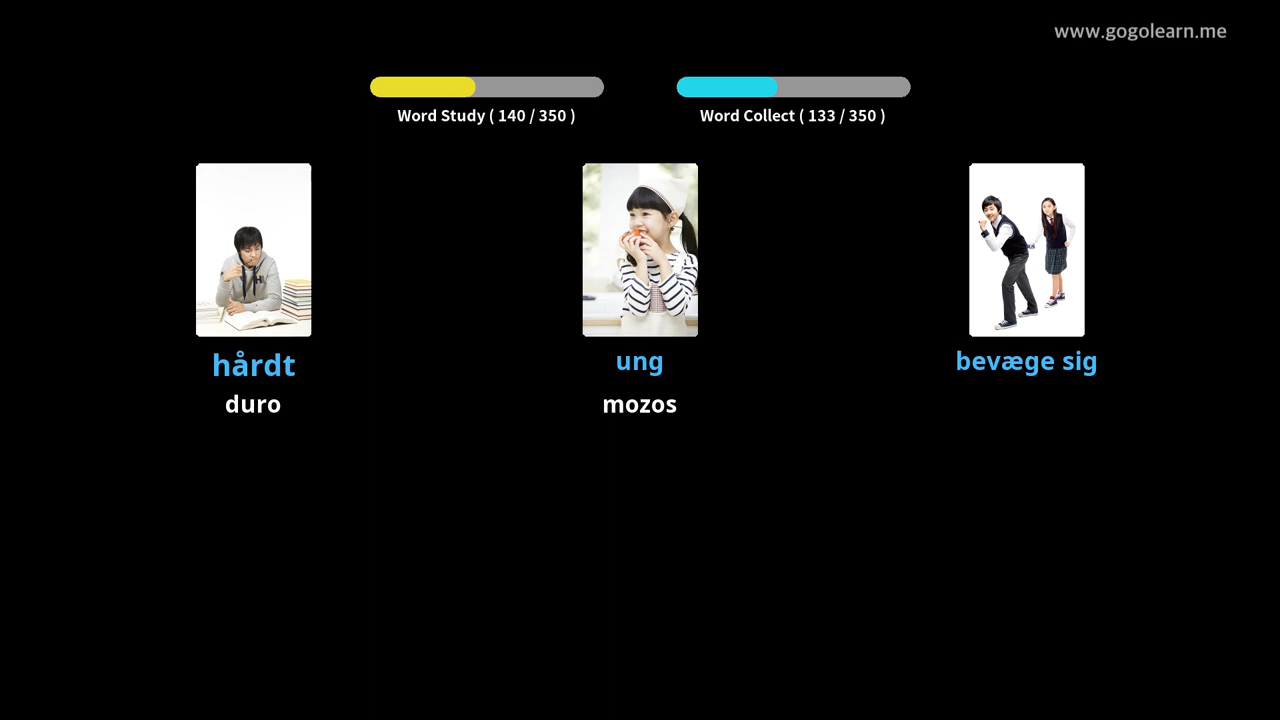 www.gogolearn.me
Word Study ( 140 / 350 )
Word Collect ( 133 / 350 )
hårdt
duro
ung
mozos
bevæge sig